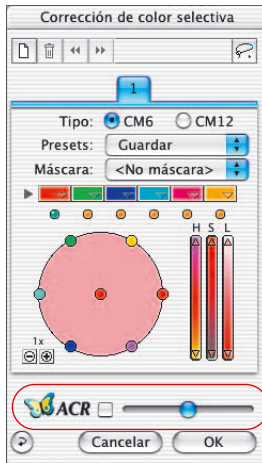 Corrección de color selectiva
1
Tipo: CM6 CM12
Presets: Guardar
Máscara: <No máscara>
H S L
1x
ACR
Cancelar OK